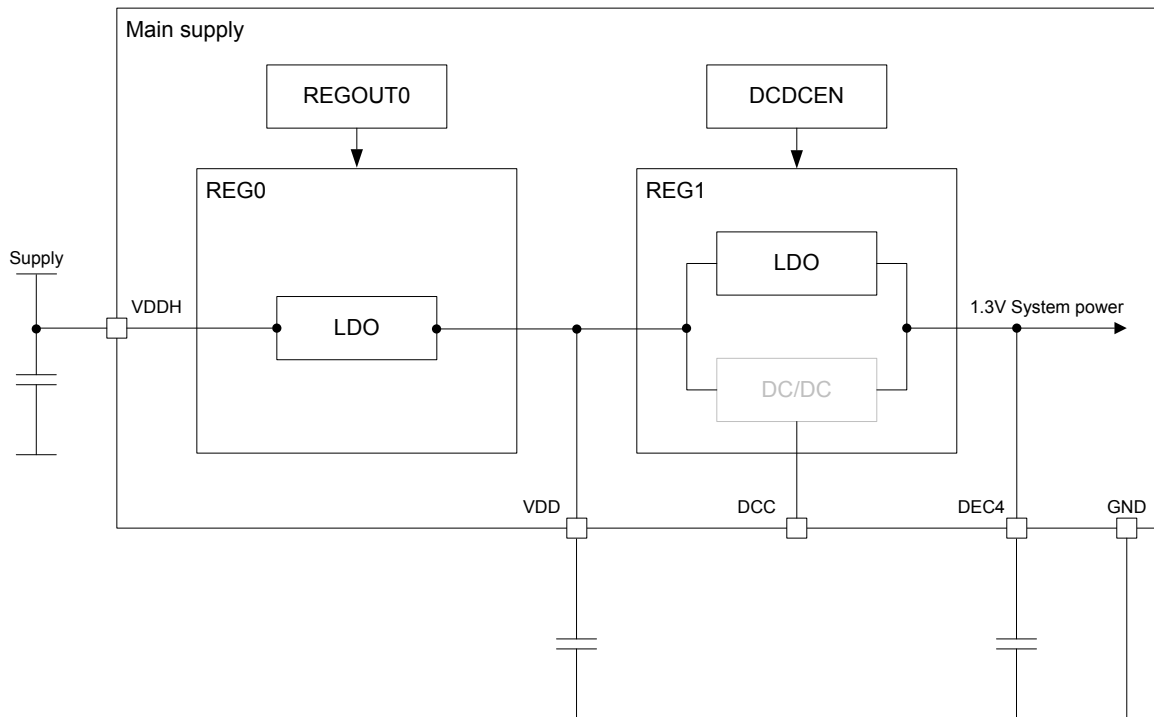 Main supply
REGOUT0
DCDCEN
REG0
REG1
Supply
VDDH
LDO
LDO
DC/DC
1.3V System power
VDD
DCC
DEC4
GND